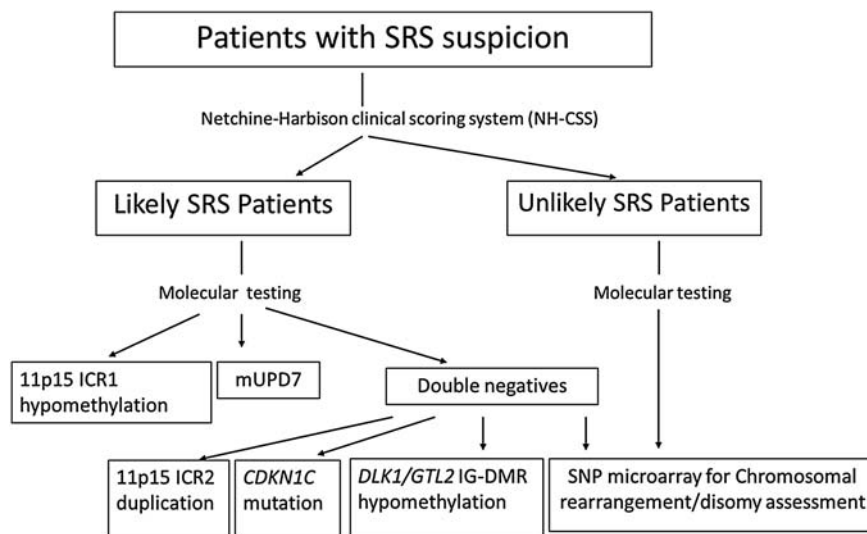 Patients with SRS suspicion
Netchine-Harbison clinical scoring system (NH-CSS)
Likely SRS Patients
Unlikely SRS Patients
Molecular testing
Molecular testing
11p15 ICR1
hypomethylation
mUPD7
Double negatives
11p15 ICR2
duplication
CDKN1C
mutation
DLK1/GTL2 IG-DMR
hypomethylation
SNP microarray for Chromosomal
rearrangement/disomy assessment